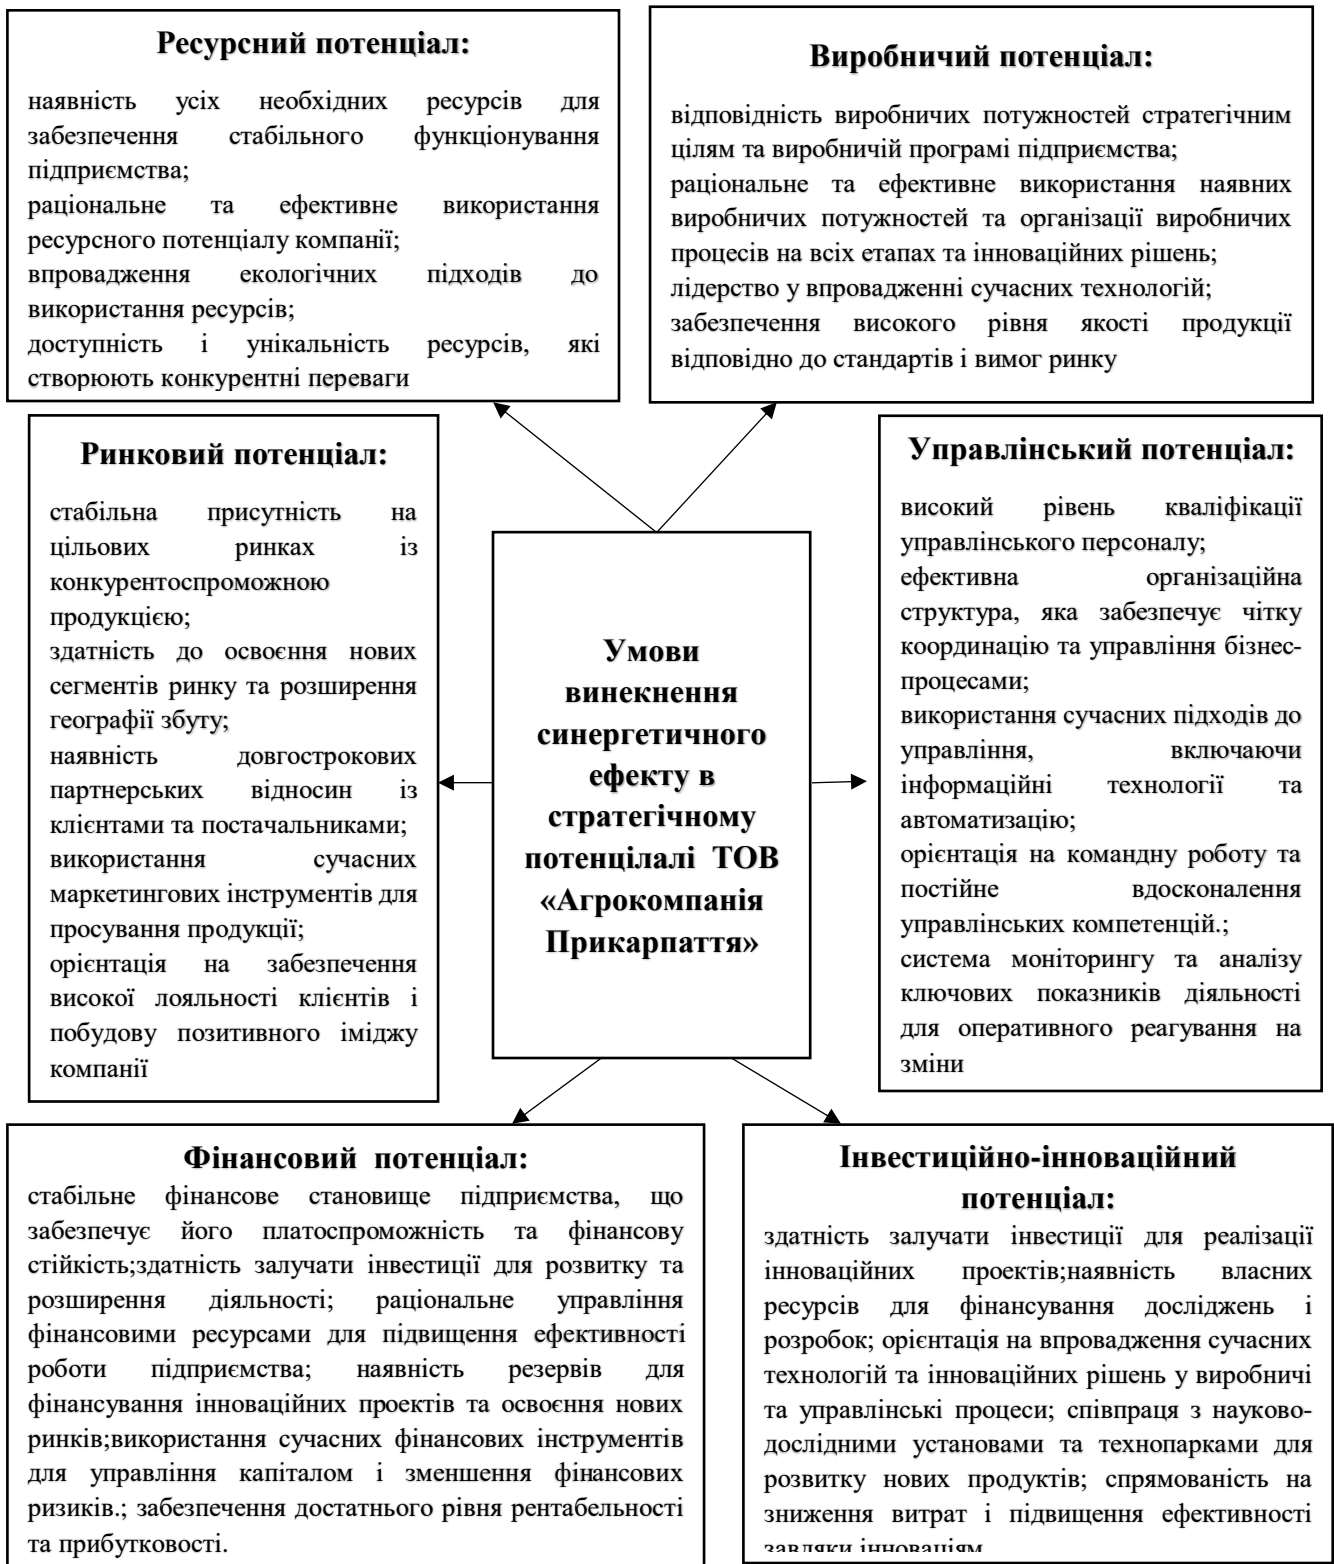 Ресурсний потенціал:
наявність усіх необхідних ресурсів для
забезпечення стабільного функціонування
підприємства;
раціональне та ефективне використання
ресурсного потенціалу компанії;
впровадження екологічних підходів до
використання ресурсів;
доступність і унікальність ресурсів, які
створюють конкурентні переваги
Виробничий потенціал:
відповідність виробничих потужностей стратегічним
цілям та виробничій програмі підприємства;
раціональне та ефективне використання наявних
виробничих потужностей та організації виробничих
процесів на всіх етапах та інноваційних рішень;
лідерство у впровадженні сучасних технологій;
забезпечення високого рівня якості продукції
відповідно до стандартів і вимог ринку
Ринковий потенціал:
стабільна присутність на
цільових ринках із
конкурентоспроможною
продукцією;
здатність до освоєння нових
сегментів ринку та розширення
географії збуту;
наявність довгострокових
партнерських відносин із
клієнтами та постачальниками;
використання сучасних
маркетингових інструментів для
просування продукції;
орієнтація на забезпечення
високої лояльності клієнтів і
побудову позитивного іміджу
компанії
Умови
винекнення
синергетичного
ефекту в
стратегічному
потенцілалі ТОВ
«Агрокомпанія
Прикарпаття»
Управлінський потенціал:
високий рівень кваліфікації
управлінського персоналу;
ефективна організаційна
структура, яка забезпечує чітку
координацію та управління бізнес-
процесами;
використання сучасних підходів до
управління, включаючи
інформаційні технології та
автоматизацію;
орієнтація на командну роботу та
постійне вдосконалення
управлінських компетенцій.;
система моніторингу та аналізу
ключових показників діяльності
для оперативного реагування на
зміни
Фінансовий потенціал:
стабільне фінансове становище підприємства, що
забезпечує його платоспроможність та фінансову
стійкість;здатність залучати інвестиції для розвитку та
розширення діяльності; раціональне управління
фінансовими ресурсами для підвищення ефективності
роботи підприємства; наявність резервів для
фінансування інноваційних проектів та освоєння нових
ринків;використання сучасних фінансових інструментів
для управління капіталом і зменшення фінансових
ризиків.; забезпечення достатнього рівня рентабельності
та прибутковості.
Інвестиційно-інноваційний
потенціал:
здатність залучати інвестиції для реалізації
інноваційних проектів;наявність власних
ресурсів для фінансування досліджень і
розробок; орієнтація на впровадження сучасних
технологій та інноваційних рішень у виробничі
та управлінські процеси; співпраця з науково-
дослідними установами та технопарками для
розвитку нових продуктів; спрямованість на
зниження витрат і підвищення ефективності
завдяки інноваціям